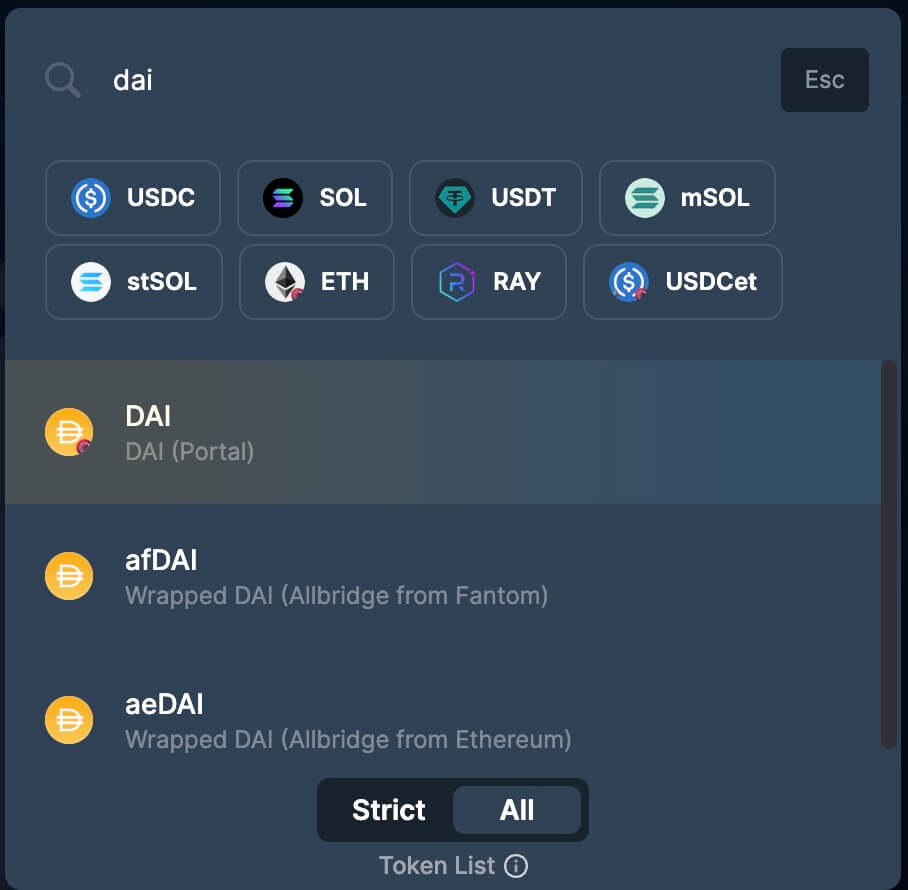 dai
Esc
USDC SOL USDT mSOL
stSOL ETH RAY USDCet
DAI
DAI (Portal)
afDAI
Wrapped DAI (Allbridge from Fantom)
aeDAI
Wrapped DAI (Allbridge from Ethereum)
Strict All
Token List